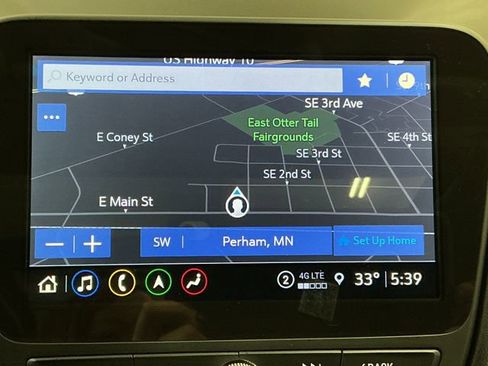 US Highway 10
Keyword or Address
SE 3rd Ave
East Otter Tail
Fairgrounds
E Coney St
SE 4th St
SE 3rd St
SE 2nd St
E Main St
SW
Perham, MN
Set Up Home
2
4G LTE
33°
5:39
BACK